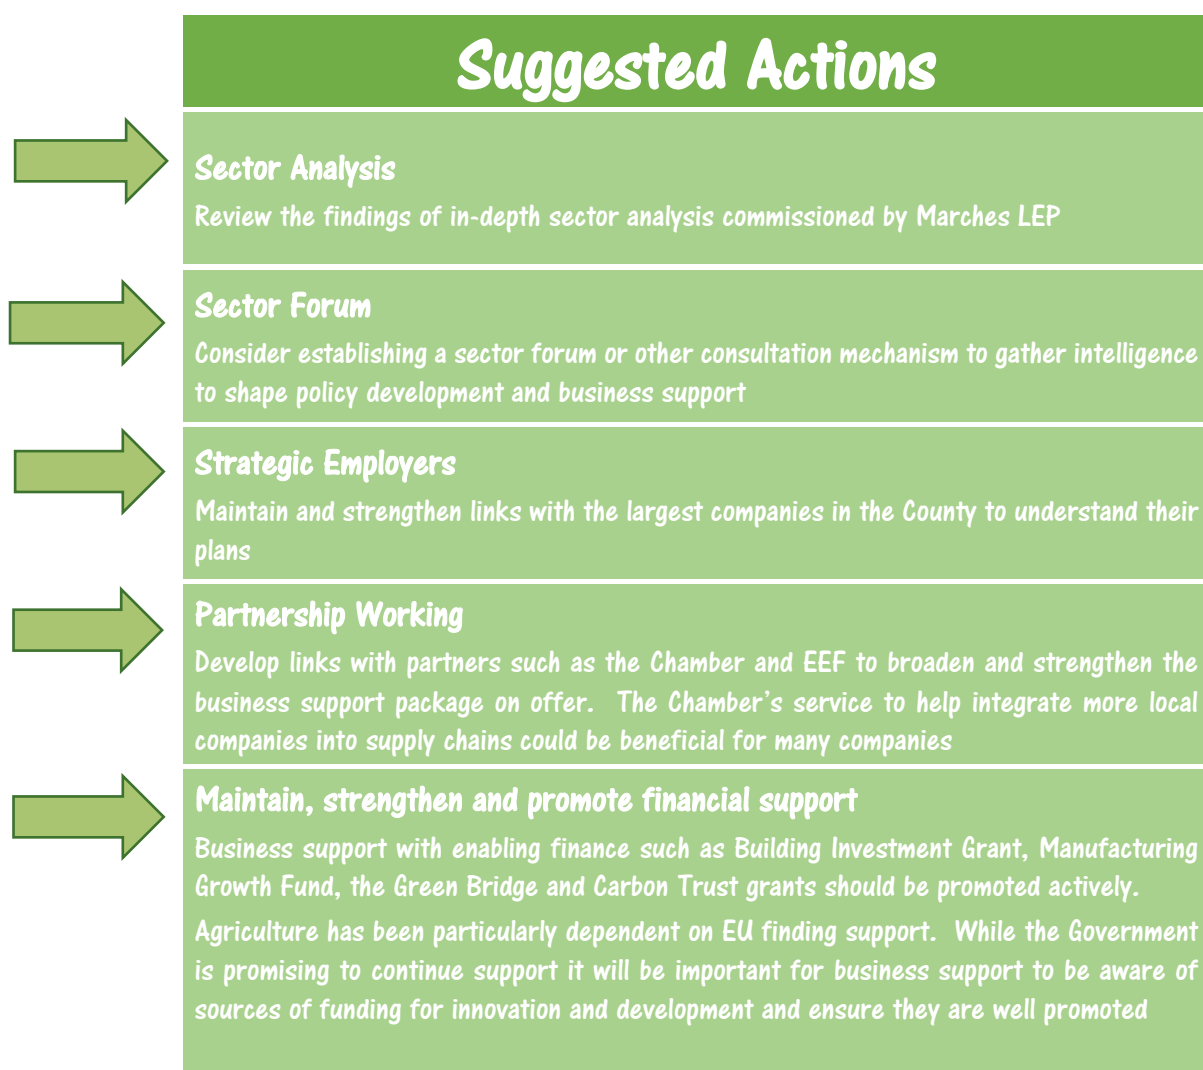 Suggested Actions
Sector Analysis
Review the findings of in-depth sector analysis commissioned by Marches LEP
Sector Forum
Consider establishing a sector forum or other consultation mechanism to gather intelligence
to shape policy development and business support
Strategic Employers
Maintain and strengthen links with the largest companies in the County to understand their
plans
Partnership Working
Develop links with partners such as the Chamber and EEF to broaden and strengthen the
business support package on offer.  The Chamber's service to help integrate more local
companies into supply chains could be beneficial for many companies
Maintain, strengthen and promote financial support
Business support with enabling finance such as Building Investment Grant, Manufacturing
Growth Fund, the Green Bridge and Carbon Trust grants should be promoted actively.
Agriculture has been particularly dependent on EU finding support.  While the Government
is promising to continue support it will be important for business support to be aware of
sources of funding for innovation and development and ensure they are well promoted